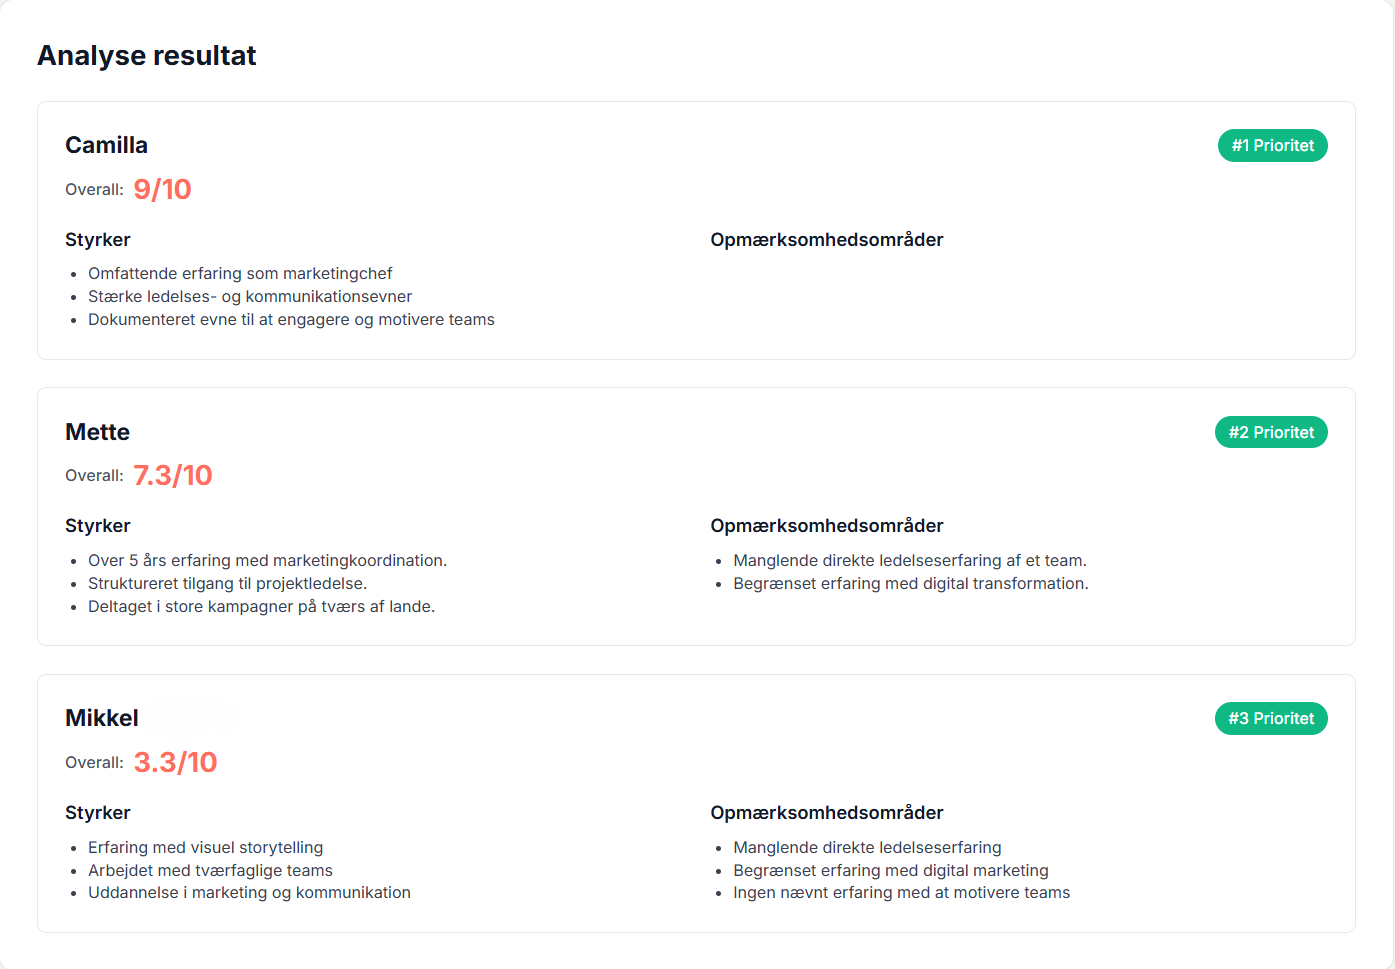 Analyse resultat
Camilla
#1 Prioritet
Overall: 9/10
Styrker
Omfattende erfaring som marketingchef
Stærke ledelses- og kommunikationsevner
Dokumenteret evne til at engagere og motivere teams
Opmærksomhedsområder
Mette
#2 Prioritet
Overall: 7.3/10
Styrker
Over 5 års erfaring med marketingkoordination.
Struktureret tilgang til projektledelse.
Deltaget i store kampagner på tværs af lande.
Opmærksomhedsområder
Manglende direkte ledelseserfaring af et team.
Begrænset erfaring med digital transformation.
Mikkel
#3 Prioritet
Overall: 3.3/10
Styrker
Erfaring med visuel storytelling
Arbejdet med tværfaglige teams
Uddannelse i marketing og kommunikation
Opmærksomhedsområder
Manglende direkte ledelseserfaring
Begrænset erfaring med digital marketing
Ingen nævnt erfaring med at motivere teams